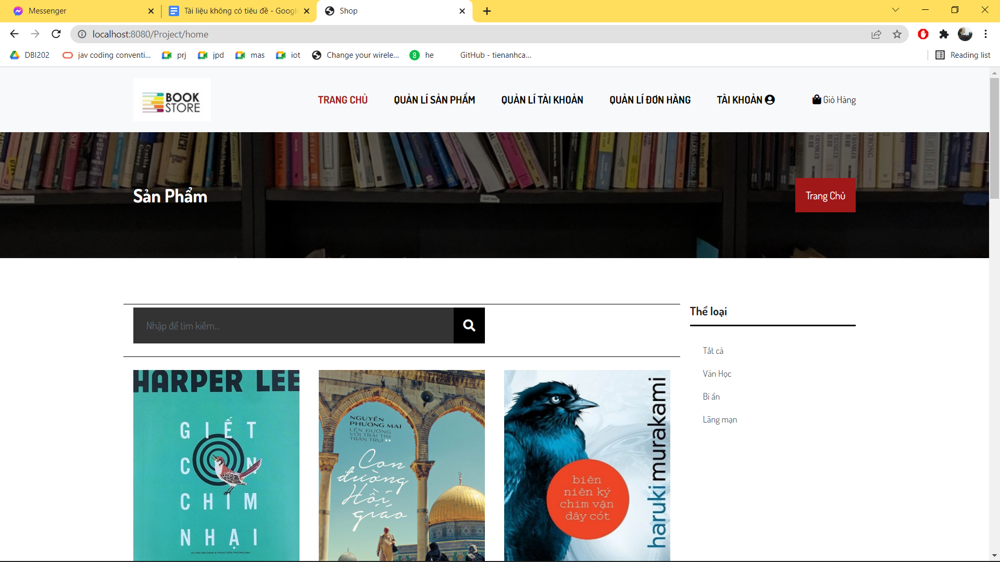 Messenger
Tài liệu không có tiêu đề - Googl
Shop
localhost:8080/Project/home
DBI202
jav coding conventi...
prj
jpd
mas
iot
Change your wirele...
he
GitHub - tienanhca...
Reading list
BOOK
STORE
TRANG CHỦ
QUẢN LÍ SẢN PHẨM
QUẢN LÍ TÀI KHOẢN
QUẢN LÍ ĐƠN HÀNG
TÀI KHOẢN
Giỏ Hàng
Sản Phẩm
Trang Chủ
Nhập để tìm kiếm...
Thể loại
Tất cả
Văn Học
Bí ẩn
Lãng mạn
HARPER LEE
GIẾT
CON
CHIM
NHẠI
NGUYỄN
PHƯƠNG MAI
LÊN ĐƯỜNG
VỚI TRÁI TIM
TRẦN TRỤI
Con
đường
Hồi
giáo
haruki murakami
biên
niên ký
chim vặn
dây cót